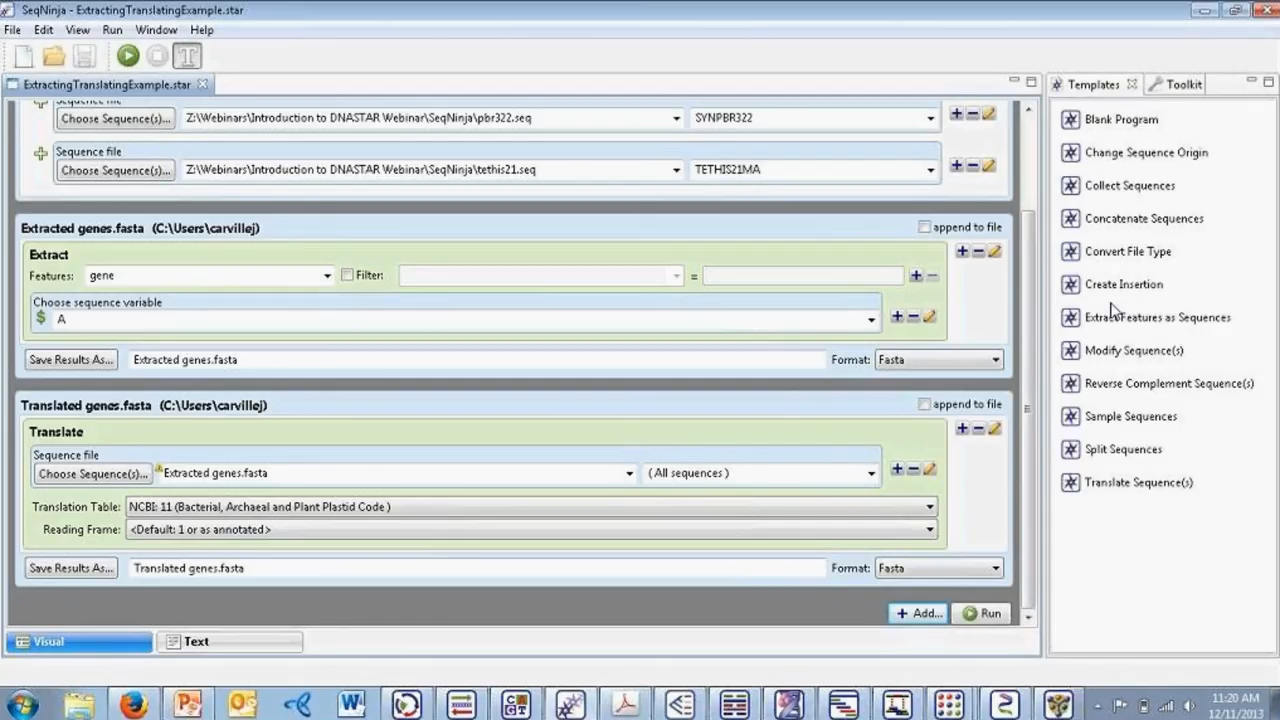 SeqNinja - ExtractingTranslatingExample.star
File Edit View Run Window Help
ExtractingTranslatingExample.star
Templates Toolkit
Sequence file
Choose Sequence(s)... Z:\Webinars\Introduction to DNASTAR Webinar\SeqNinja\pbr322.seq SYNPBR322
Sequence file
Choose Sequence(s)... Z:\Webinars\Introduction to DNASTAR Webinar\SeqNinja\tethis21.seq TETHIS21MA
Extracted genes.fasta (C:\Users\carvillej) append to file
Extract
Features: gene Filter: =
Choose sequence variable
$ A
Save Results As... Extracted genes.fasta Format: Fasta
Translated genes.fasta (C:\Users\carvillej) append to file
Translate
Sequence file
Choose Sequence(s)... Extracted genes.fasta ( All sequences )
Translation Table: NCBI: 11 (Bacterial, Archaeal and Plant Plastid Code )
Reading Frame: <Default: 1 or as annotated>
Save Results As... Translated genes.fasta Format: Fasta
+ Add... Run
Visual Text
Blank Program
Change Sequence Origin
Collect Sequences
Concatenate Sequences
Convert File Type
Create Insertion
Extract Features as Sequences
Modify Sequence(s)
Reverse Complement Sequence(s)
Sample Sequences
Split Sequences
Translate Sequence(s)
11:20 AM
12/11/2013